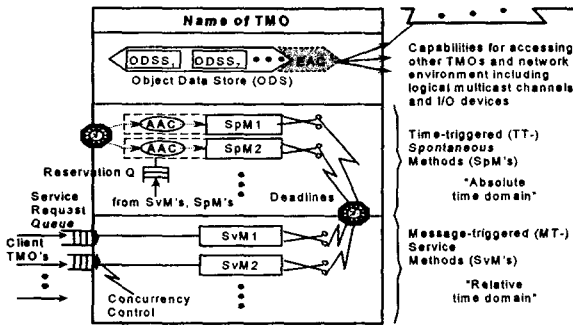 Name of TMO
ODSS1 ODSS2 EAC
Object Data Store (ODS)
Capabilities for accessing
other TMOs and network
environment including
logical multicast channels
and I/O devices
AAC SpM1
AAC SpM2
Reservation Q
from SvM's, SpM's
Deadlines
Time-triggered (TT-)
Spontaneous
Methods (SpM's)
"Absolute
time domain"
Service
Request
Queue
Client
TMO's
SvM1
SvM2
Concurrency
Control
Message-triggered (MT-)
Service
Methods (SvM's)
"Relative
time domain"